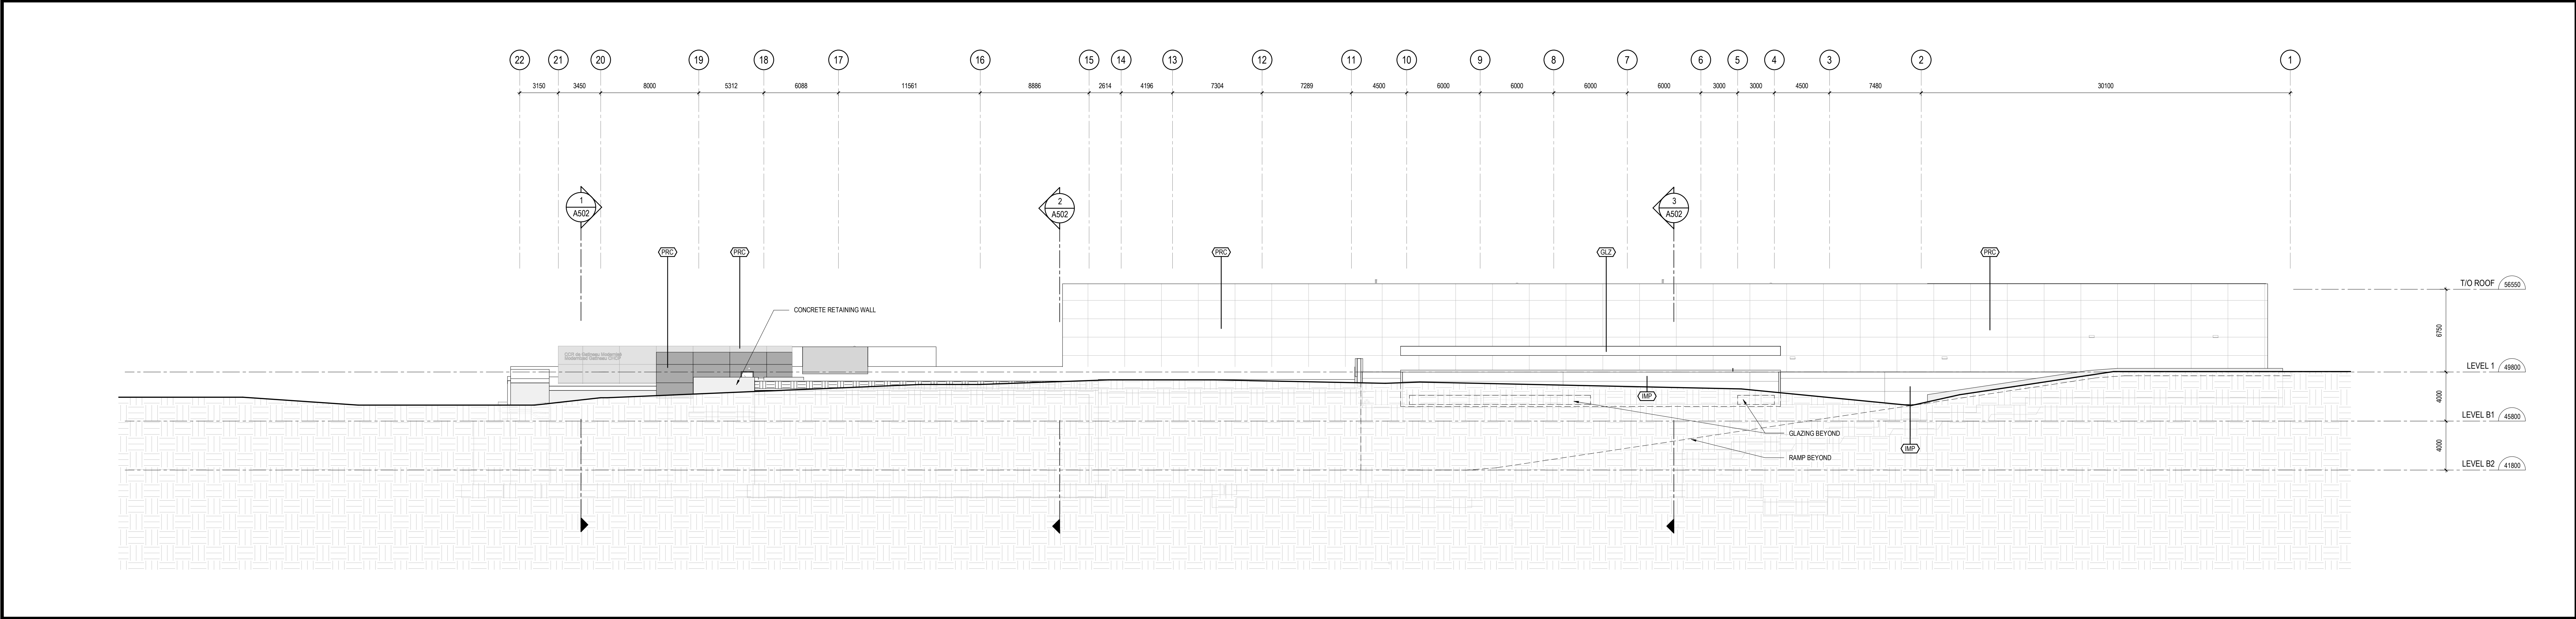 22 21 20 19 18 17 16 15 14 13 12 11 10 9 8 7 6 5 4 3 2 1
3150 3450 8000 5312 6088 11561 8886 2614 4196 7304 7289 4500 6000 6000 6000 6000 3000 3000 4500 7480 30100
1
A502
2
A502
3
A502
PRC
PRC
PRC
GLZ
PRC
CONCRETE RETAINING WALL
T/O ROOF 56550
6750
LEVEL 1 49800
4000
LEVEL B1 45800
4000
LEVEL B2 41800
IMP
IMP
GLAZING BEYOND
RAMP BEYOND